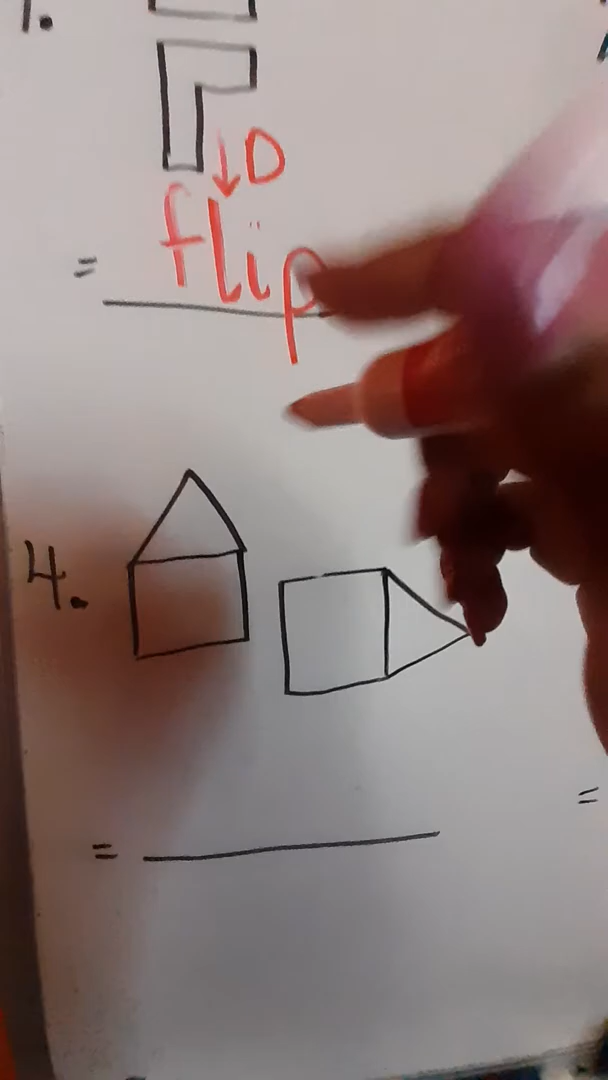 1.
↓D
flip
=
4.
=
=